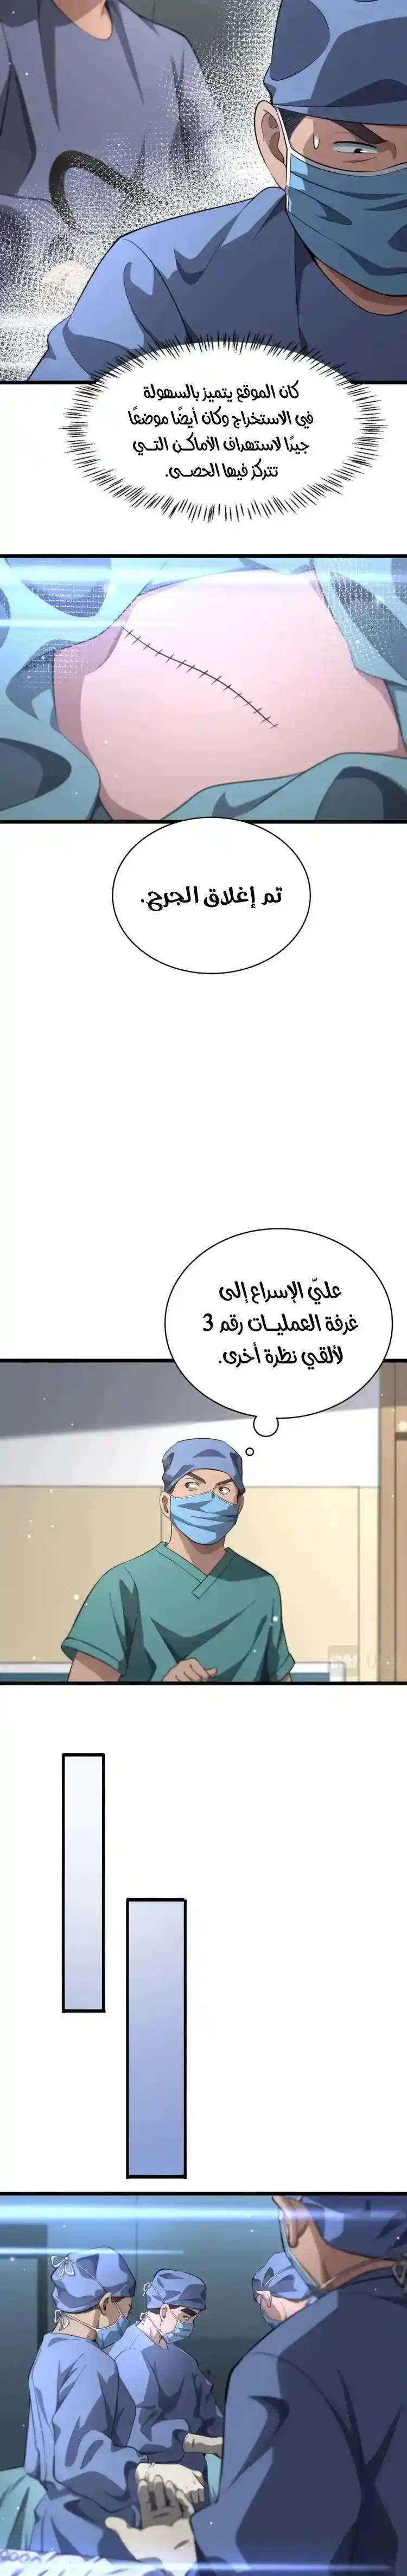 كان الموقع يتميز بالسهولة
في الاستخراج وكان أيضًا موضعًا
جيدًا لاستهراف الأماكن التي
تتركز فيها الحصى.
تم إغلاق الجرح.
عليّ الإسراع إلى
غرفة العمليات رقم 3
لألقي نظرة أخرى.